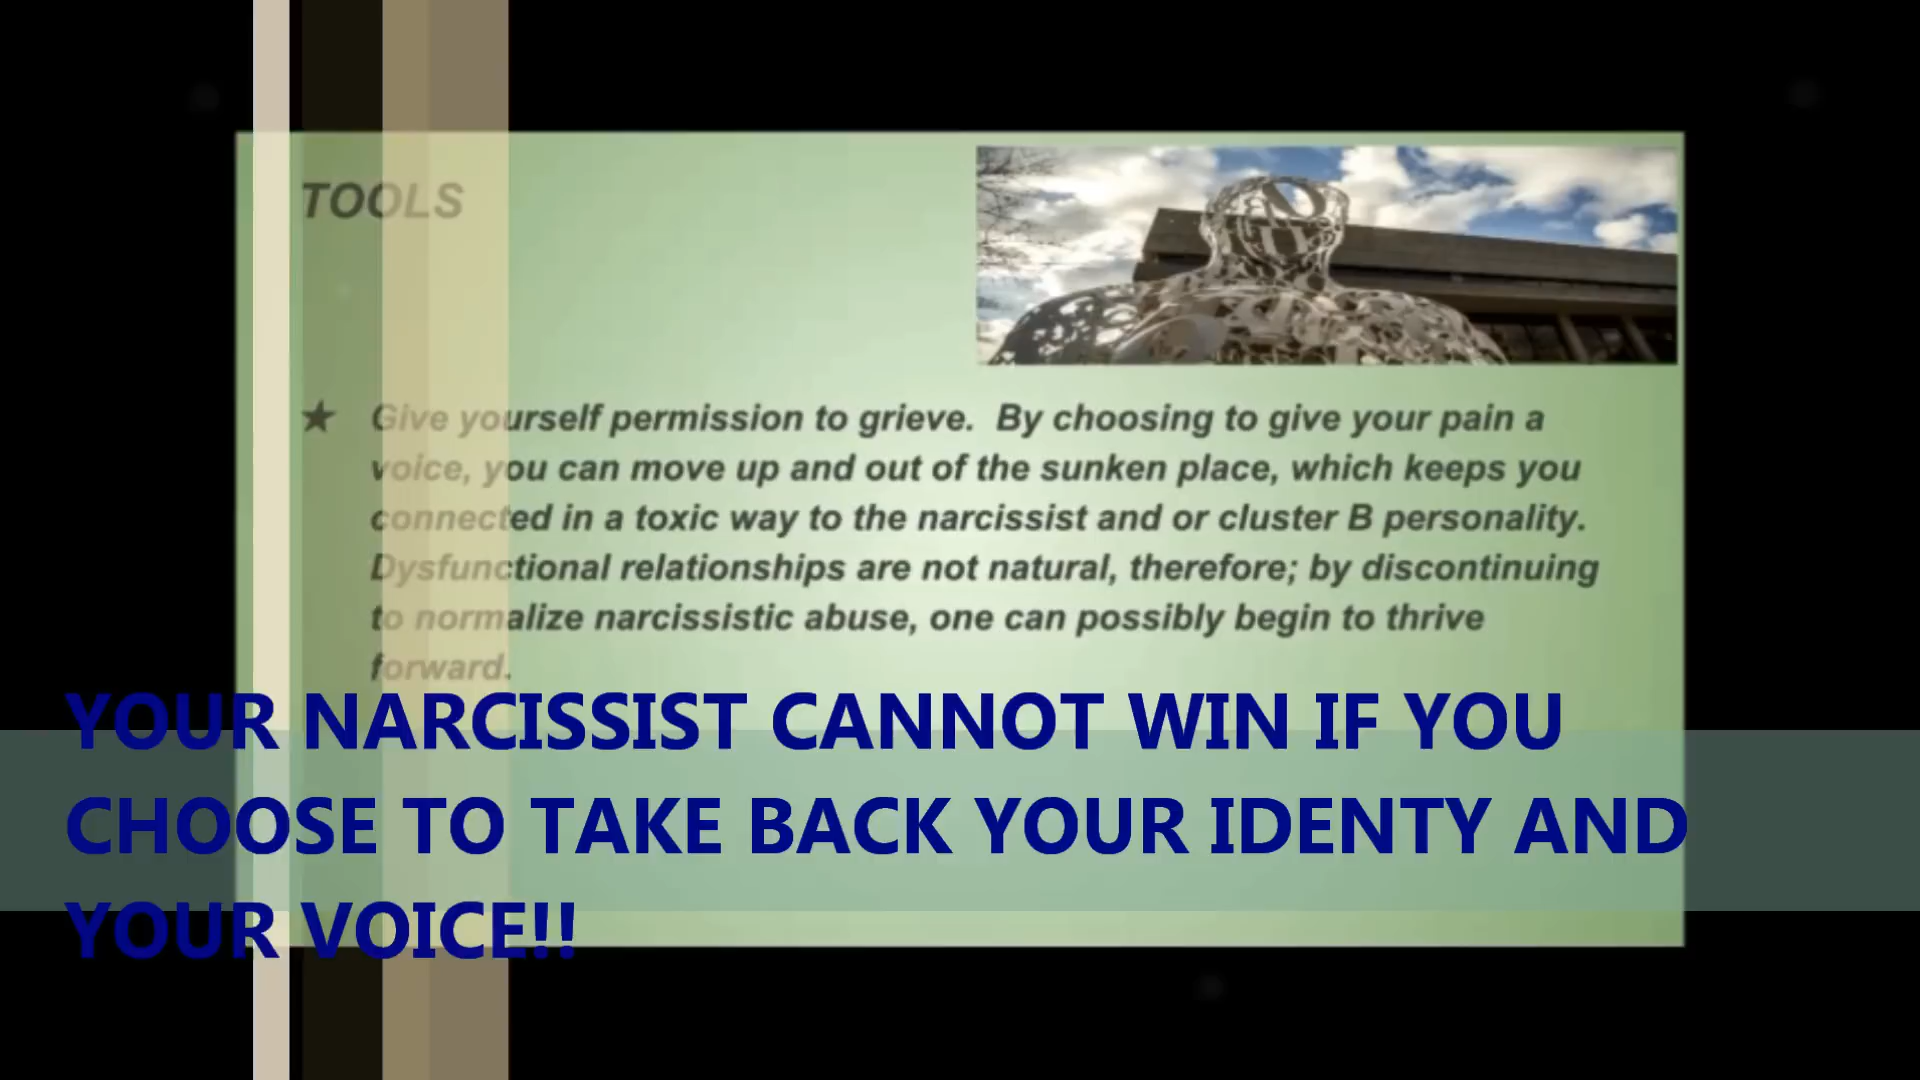 TOOLS
★ Give yourself permission to grieve. By choosing to give your pain a
voice, you can move up and out of the sunken place, which keeps you
connected in a toxic way to the narcissist and or cluster B personality.
Dysfunctional relationships are not natural, therefore; by discontinuing
to normalize narcissistic abuse, one can possibly begin to thrive
forward.
YOUR NARCISSIST CANNOT WIN IF YOU
CHOOSE TO TAKE BACK YOUR IDENTY AND
YOUR VOICE!!